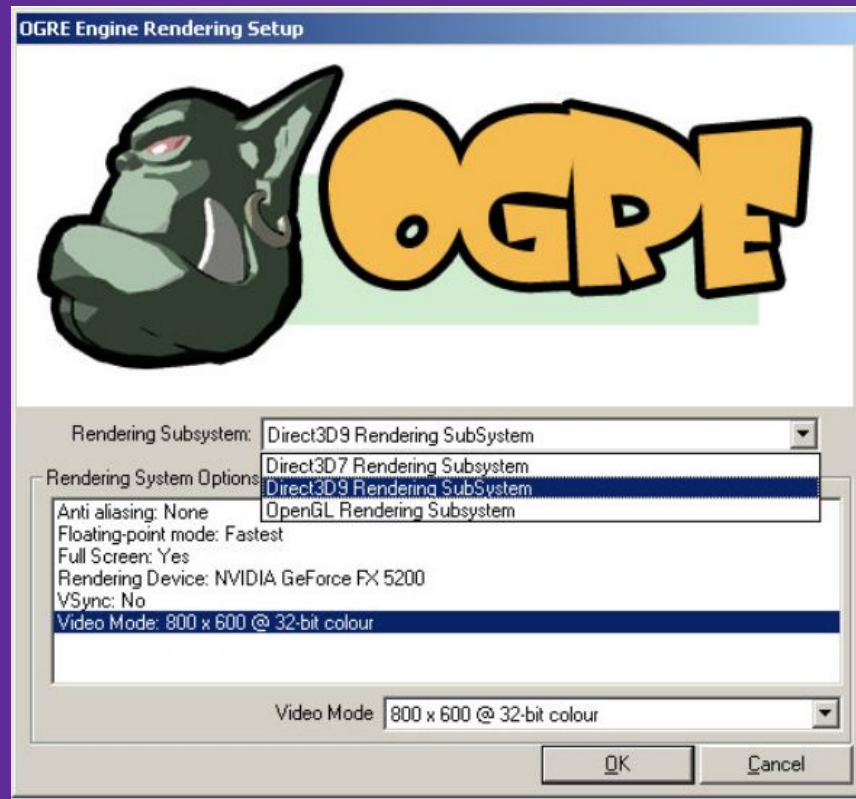 OGRE Engine Rendering Setup
OGRE
Rendering Subsystem: Direct3D9 Rendering SubSystem
Direct3D7 Rendering Subsystem
Direct3D9 Rendering SubSystem
OpenGL Rendering Subsystem
Rendering System Options
Anti aliasing: None
Floating-point mode: Fastest
Full Screen: Yes
Rendering Device: NVIDIA GeForce FX 5200
VSync: No
Video Mode: 800 x 600 @ 32-bit colour
Video Mode 800 x 600 @ 32-bit colour
OK Cancel